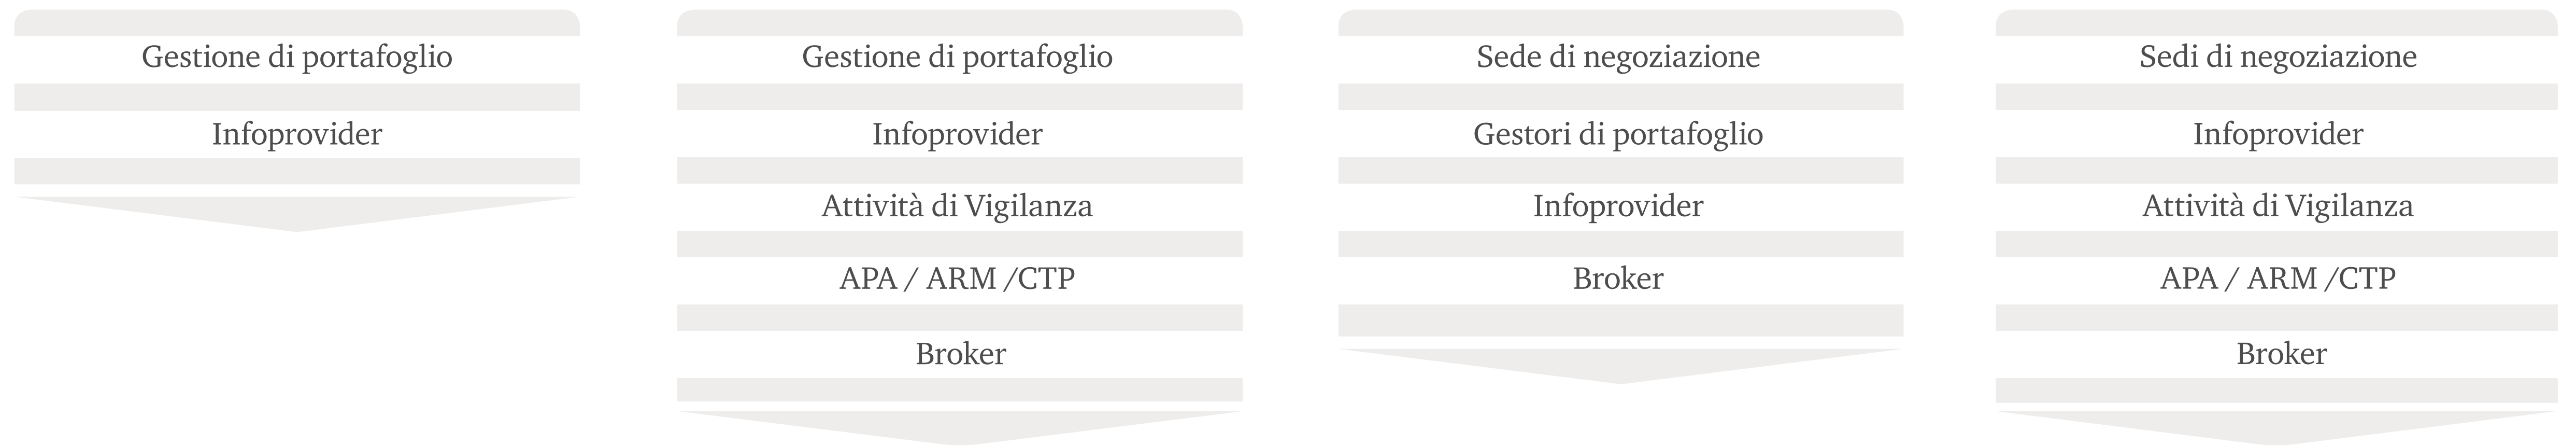 Gestione di portafoglio
Infoprovider
Gestione di portafoglio
Infoprovider
Attività di Vigilanza
APA / ARM /CTP
Broker
Sede di negoziazione
Gestori di portafoglio
Infoprovider
Broker
Sedi di negoziazione
Infoprovider
Attività di Vigilanza
APA / ARM /CTP
Broker